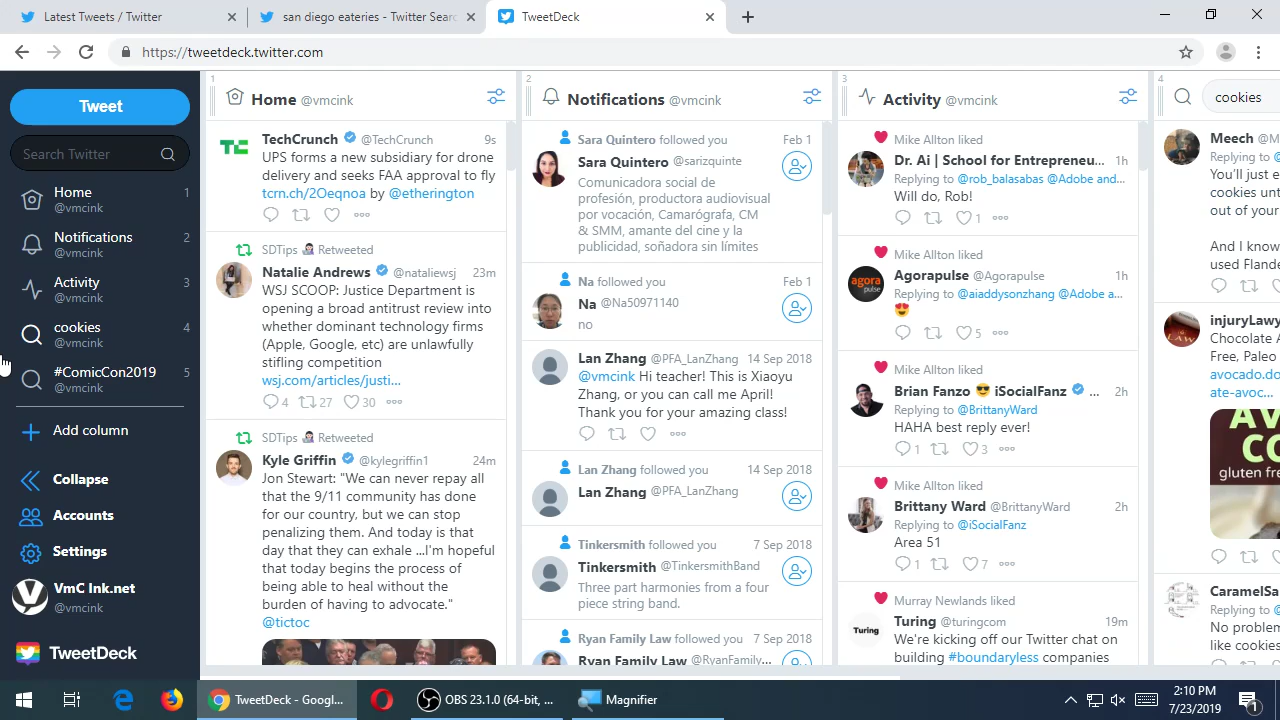 Latest Tweets / Twitter
san diego eateries - Twitter Sear
TweetDeck
https://tweetdeck.twitter.com
Tweet
Search Twitter
Home 1
@vmcink
Notifications 2
@vmcink
Activity 3
@vmcink
cookies 4
@vmcink
#ComicCon2019 5
@vmcink
Add column
Collapse
Accounts
Settings
VmC Ink.net
@vmcink
TweetDeck
1
Home @vmcink
TechCrunch @TechCrunch 9s
UPS forms a new subsidiary for drone
delivery and seeks FAA approval to fly
tcrn.ch/2Oeqnoa by @etherington
SDTips Retweeted
Natalie Andrews @nataliewsj 23m
WSJ SCOOP: Justice Department is
opening a broad antitrust review into
whether dominant technology firms
(Apple, Google, etc) are unlawfully
stifling competition
wsj.com/articles/justi...
4 27 30
SDTips Retweeted
Kyle Griffin @kylegriffin1 24m
Jon Stewart: "We can never repay all
that the 9/11 community has done
for our country, but we can stop
penalizing them. And today is that
day that they can exhale ...I'm hopeful
that today begins the process of
being able to heal without the
burden of having to advocate."
@tictoc
2
Notifications @vmcink
Sara Quintero followed you Feb 1
Sara Quintero @sarizquinte
Comunicadora social de
profesión, productora audiovisual
por vocación, Camarógrafa, CM
& SMM, amante del cine y la
publicidad, soñadora sin límites
Na followed you Feb 1
Na @Na50971140
no
Lan Zhang @PFA_LanZhang 14 Sep 2018
@vmcink Hi teacher! This is Xiaoyu
Zhang, or you can call me April!
Thank you for your amazing class!
Lan Zhang followed you 14 Sep 2018
Lan Zhang @PFA_LanZhang
Tinkersmith followed you 7 Sep 2018
Tinkersmith @TinkersmithBand
Three part harmonies from a four
piece string band.
Ryan Family Law followed you 7 Sep 2018
Ryan Family Law @RyanFamily...
3
Activity @vmcink
Mike Allton liked
Dr. Ai | School for Entrepreneu... 1h
Replying to @rob_balasabas @Adobe and...
Will do, Rob!
1
Mike Allton liked
Agorapulse @Agorapulse 1h
Replying to @aiaddysonzhang @Adobe a...
😍
5
Mike Allton liked
Brian Fanzo 😎 iSocialFanz ... 2h
Replying to @BrittanyWard
HAHA best reply ever!
1 3
Mike Allton liked
Brittany Ward @BrittanyWard 2h
Replying to @iSocialFanz
Area 51
1 7
Murray Newlands liked
Turing @turingcom 19m
We're kicking off our Twitter chat on
building #boundaryless companies
agora
pulse
Turing
4
cookies
Meech @M
Replying to @
You'll just e
cookies unt
out of your
And I know
used Flande
injuryLawy
Chocolate A
Free, Paleo
avocado.do
ate-avoc...
AV
CO
gluten fre
CaramelSa
Replying to @
No problem
like cookies
TweetDeck - Googl...
OBS 23.1.0 (64-bit, ...
Magnifier
2:10 PM
7/23/2019
1